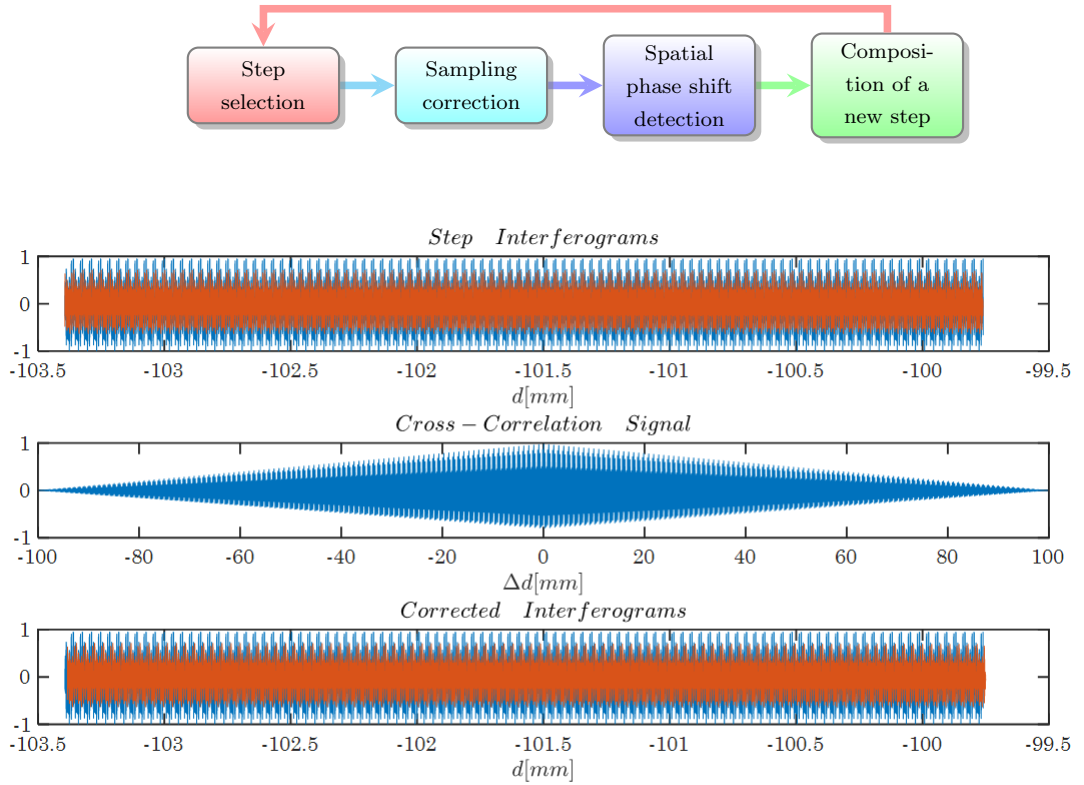 Step
selection
Sampling
correction
Spatial
phase shift
detection
Composi-
tion of a
new step
Step Interferograms
1
0
-1
-103.5 -103 -102.5 -102 -101.5 -101 -100.5 -100 -99.5
d[mm]
Cross − Correlation Signal
1
0
-1
-100 -80 -60 -40 -20 0 20 40 60 80 100
Δd[mm]
Corrected Interferograms
1
0
-1
-103.5 -103 -102.5 -102 -101.5 -101 -100.5 -100 -99.5
d[mm]